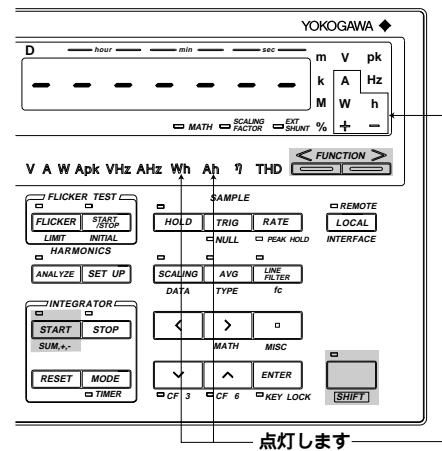 YOKOGAWA
D hour min sec m V pk
k A Hz
M W h
MATH SCALING FACTOR EXT SHUNT % + −
V A W Apk VHz AHz Wh Ah η THD < FUNCTION >
FLICKER TEST SAMPLE REMOTE
FLICKER START /STOP HOLD TRIG RATE LOCAL
LIMIT INITIAL NULL PEAK HOLD INTERFACE
HARMONICS
ANALYZE SET UP SCALING AVG LINE FILTER
DATA TYPE fc
INTEGRATOR
START STOP < >
SUM,+,- MATH MISC
RESET MODE ENTER SHIFT
TIMER CF 3 CF 6 KEY LOCK
点灯します